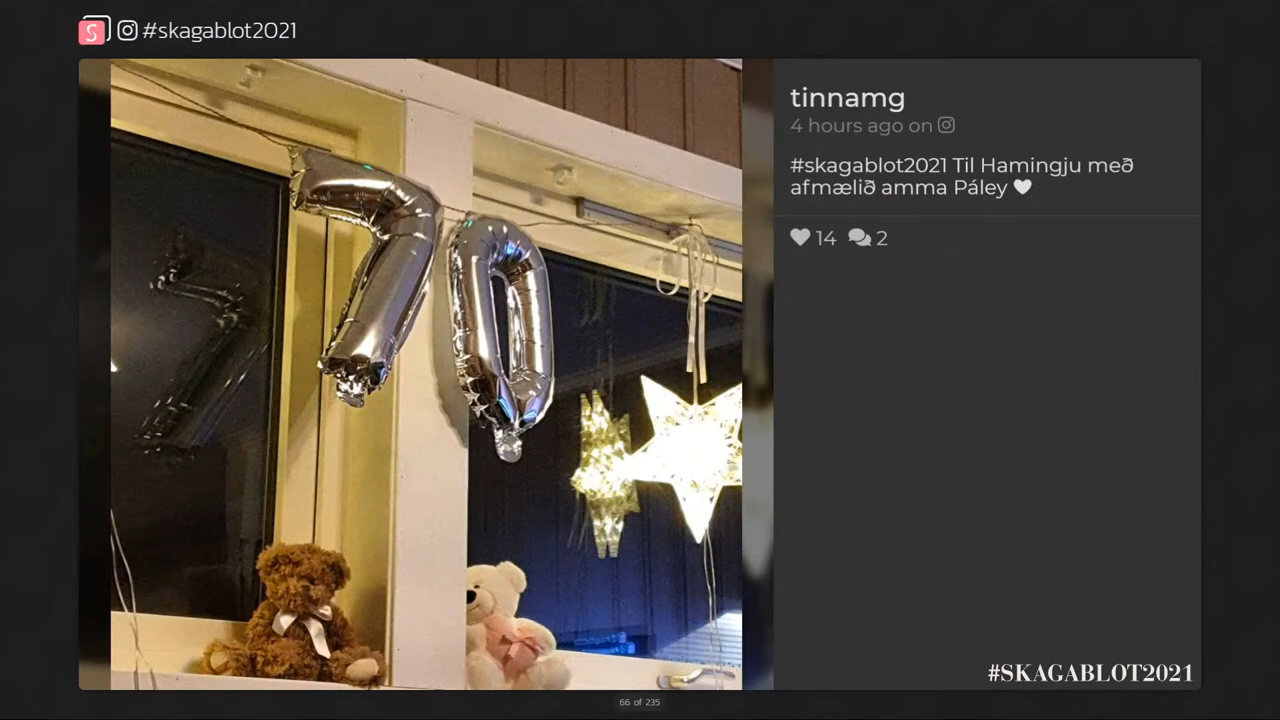 #skagablot2021
70
tinnamg
4 hours ago on
#skagablot2021 Til Hamingju með
afmælið amma Páley
14 2
#SKAGABLOT2021
66 of 235